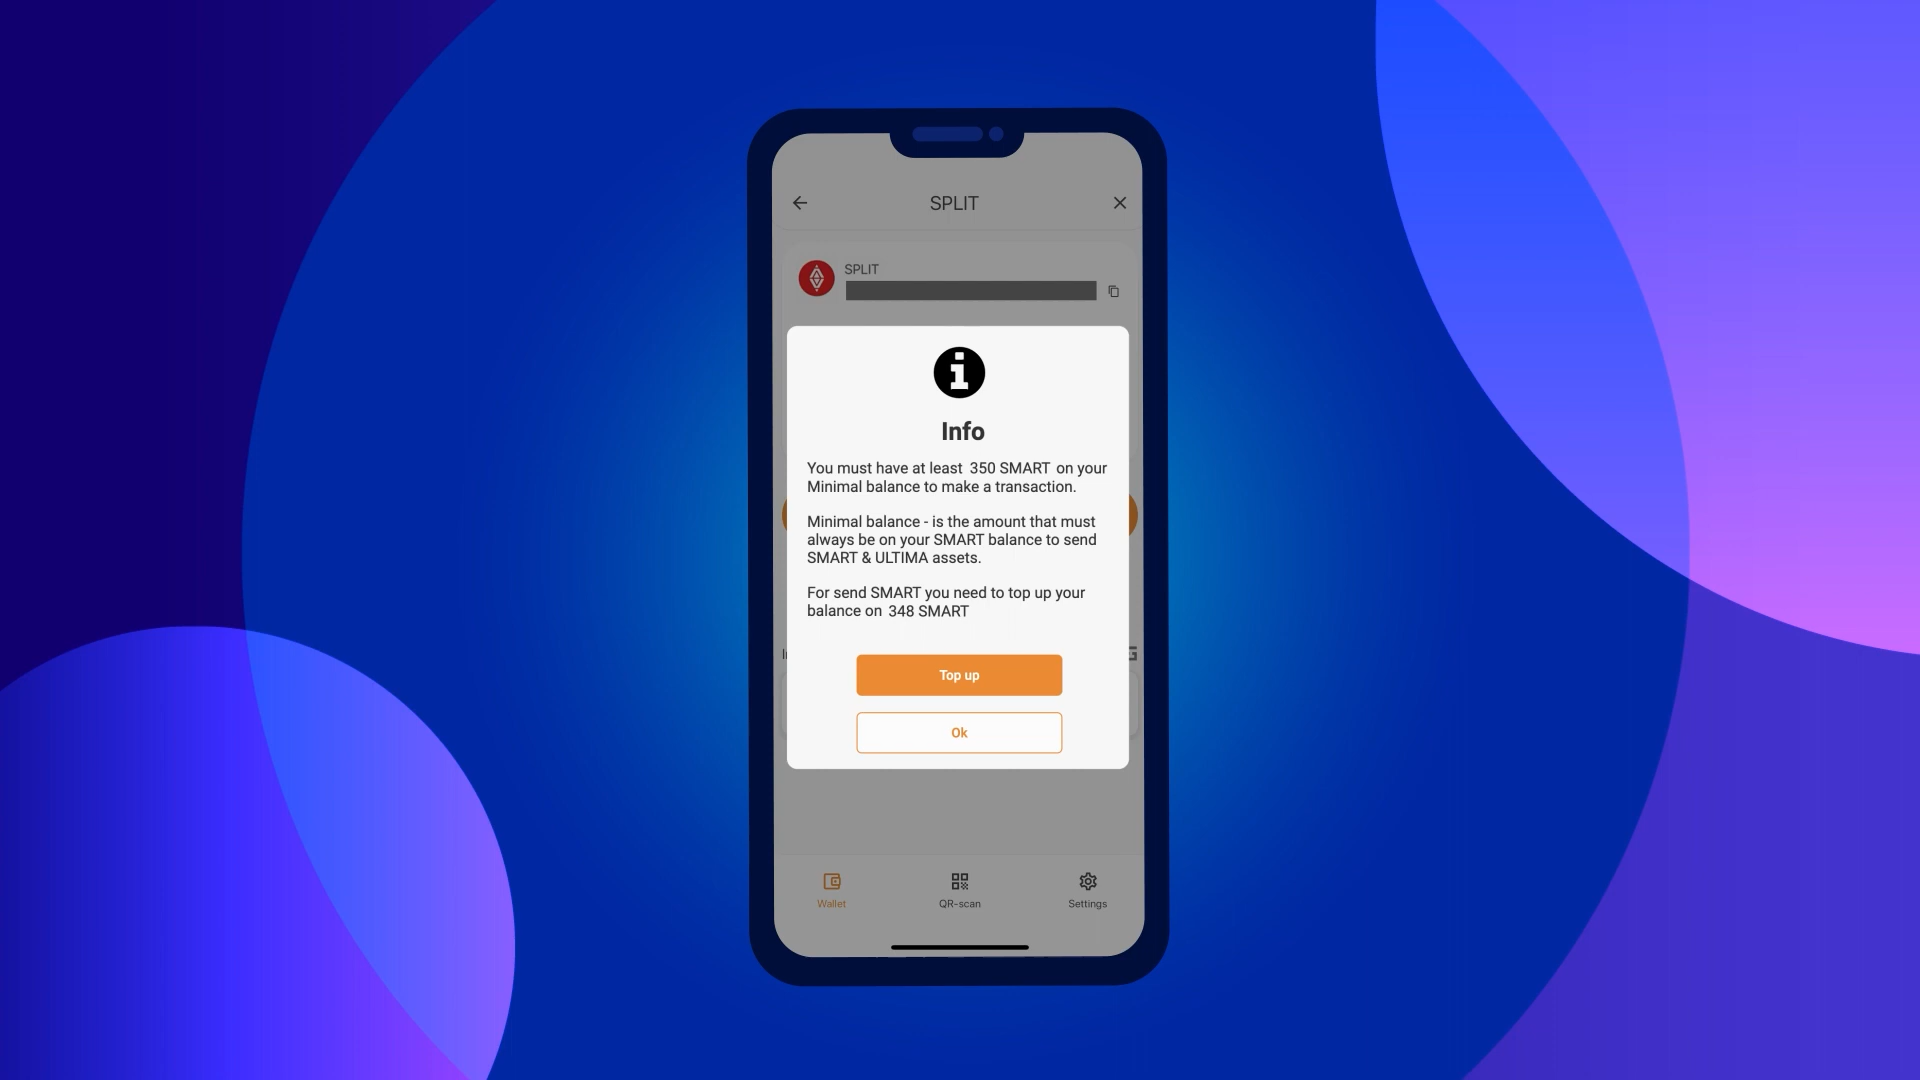 SPLIT
SPLIT
Info
You must have at least 350 SMART on your
Minimal balance to make a transaction.
Minimal balance - is the amount that must
always be on your SMART balance to send
SMART & ULTIMA assets.
For send SMART you need to top up your
balance on 348 SMART
Top up
Ok
Wallet
QR-scan
Settings